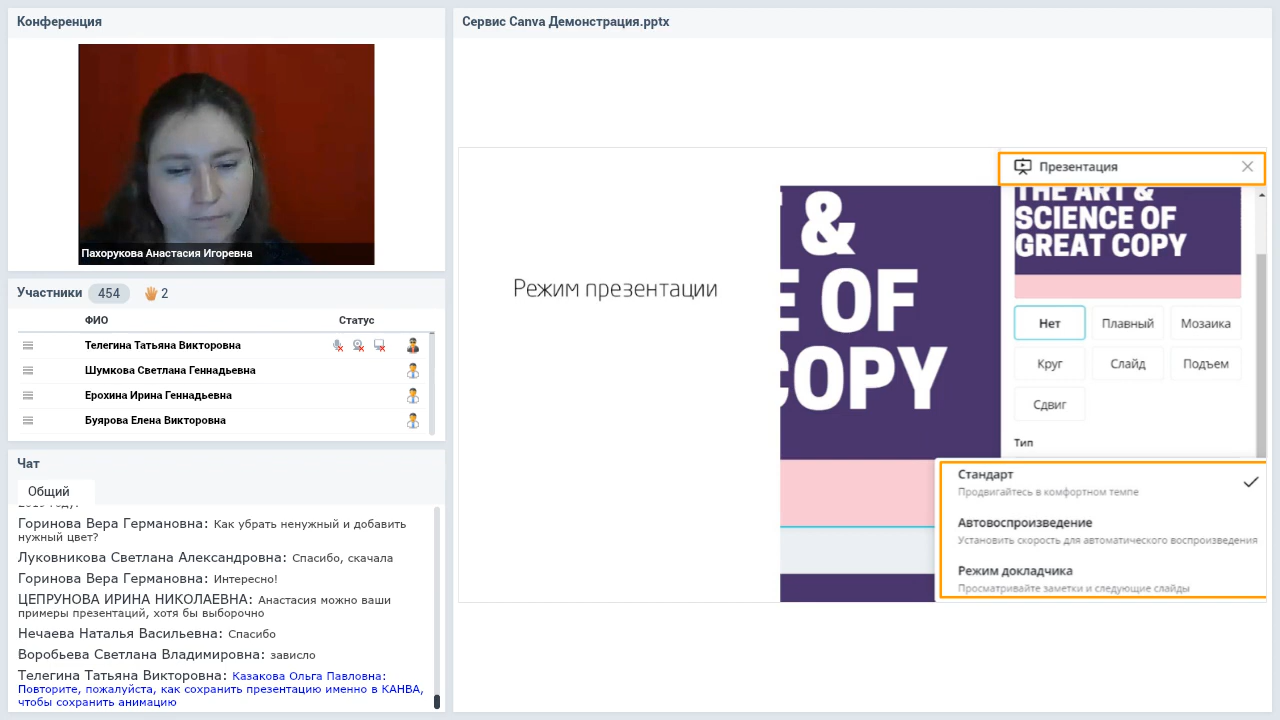 Конференция
Пахорукова Анастасия Игоревна
Участники 454 2
ФИО Статус
Телегина Татьяна Викторовна
Шумкова Светлана Геннадьевна
Ерохина Ирина Геннадьевна
Буярова Елена Викторовна
Чат
Общий
Горинова Вера Германовна: Как убрать ненужный и добавить
нужный цвет?
Луковникова Светлана Александровна: Спасибо, скачала
Горинова Вера Германовна: Интересно!
ЦЕПРУНОВА ИРИНА НИКОЛАЕВНА: Анастасия можно ваши
примеры презентаций, хотя бы выборочно
Нечаева Наталья Васильевна: Спасибо
Воробьева Светлана Владимировна: зависло
Телегина Татьяна Викторовна: Казакова Ольга Павловна:
Повторите, пожалуйста, как сохранить презентацию именно в КАНВА,
чтобы сохранить анимацию
Сервис Canva Демонстрация.pptx
Режим презентации
&
E OF
COPY
Презентация
THE ART &
SCIENCE OF
GREAT COPY
Нет Плавный Мозаика
Круг Слайд Подъем
Сдвиг
Тип
Стандарт
Продвигайтесь в комфортном темпе
Автовоспроизведение
Установить скорость для автоматического воспроизведения
Режим докладчика
Просматривайте заметки и следующие слайды